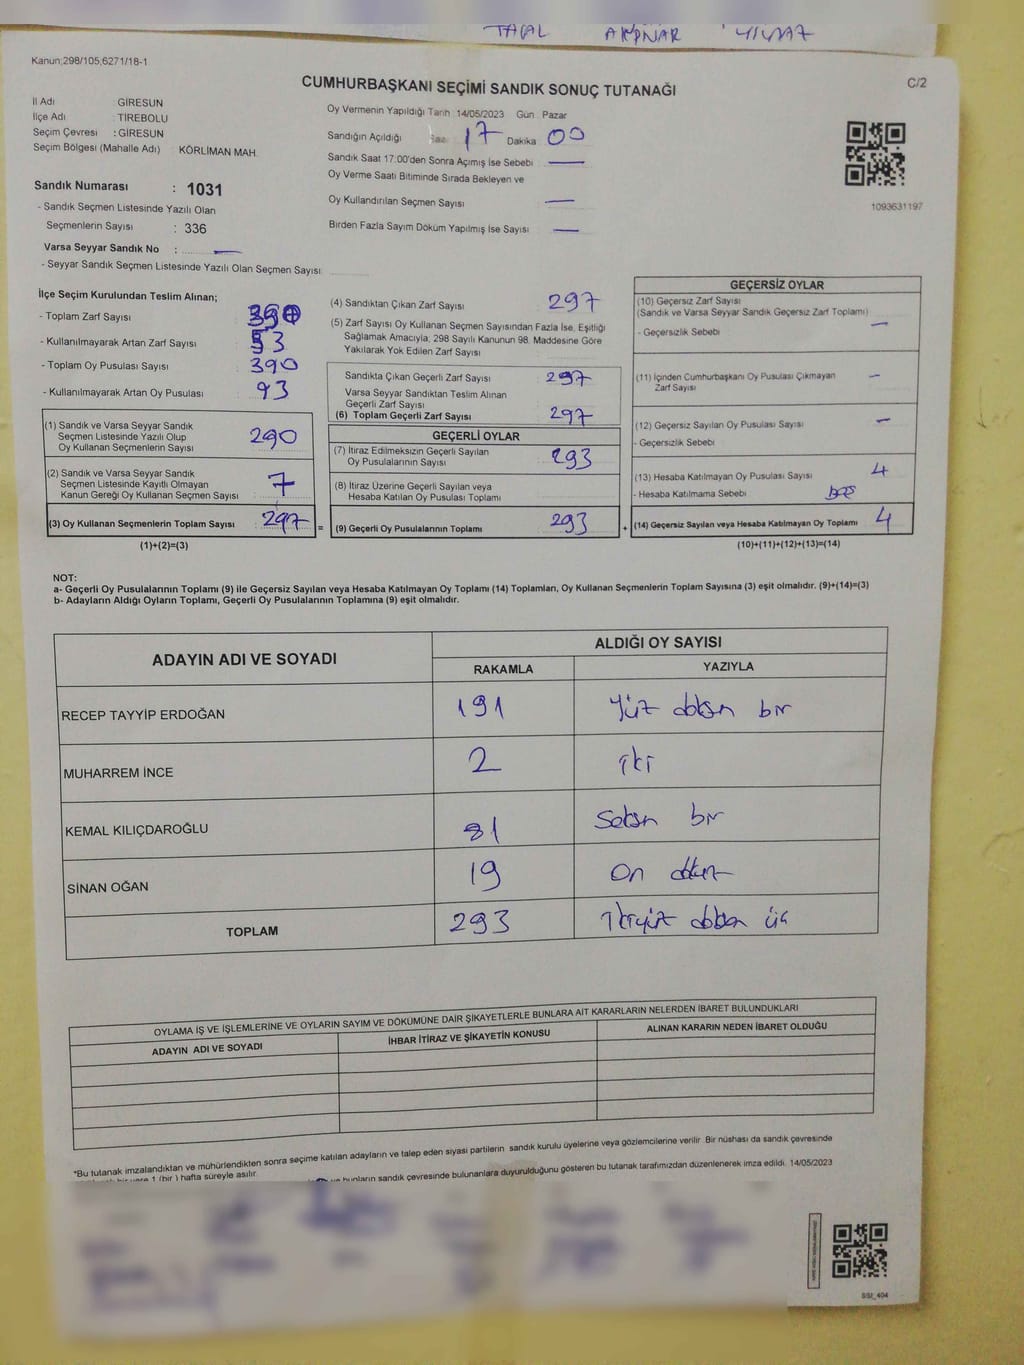 TAÇAL AKPINAR YILMAZ
Kanun;298/105,6271/18-1
CUMHURBAŞKANI SEÇİMİ SANDIK SONUÇ TUTANAĞI
C/2
İl Adı : GİRESUN
İlçe Adı : TİREBOLU
Seçim Çevresi : GİRESUN
Seçim Bölgesi (Mahalle Adı) KÖRLİMAN MAH.
Oy Vermenin Yapıldığı Tarih 14/05/2023 Gün : Pazar
Sandığın Açıldığı Saat 17 Dakika 00
Sandık Saat 17:00'den Sonra Açımış İse Sebebi —
Oy Verme Saati Bitiminde Sırada Bekleyen ve
Oy Kullandırılan Seçmen Sayısı —
Birden Fazla Sayım Döküm Yapılmış İse Sayısı —
1093631197
Sandık Numarası : 1031
- Sandık Seçmen Listesinde Yazılı Olan
Seçmenlerin Sayısı : 336
Varsa Seyyar Sandık No : —
- Seyyar Sandık Seçmen Listesinde Yazılı Olan Seçmen Sayısı:
İlçe Seçim Kurulundan Teslim Alınan;
- Toplam Zarf Sayısı 390
- Kullanılmayarak Artan Zarf Sayısı 93
- Toplam Oy Pusulası Sayısı 390
- Kullanılmayarak Artan Oy Pusulası 93
(1) Sandık ve Varsa Seyyar Sandık
Seçmen Listesinde Yazılı Olup
Oy Kullanan Seçmenlerin Sayısı 290
(2) Sandık ve Varsa Seyyar Sandık
Seçmen Listesinde Kayıtlı Olmayan
Kanun Gereği Oy Kullanan Seçmen Sayısı 7
(3) Oy Kullanan Seçmenlerin Toplam Sayısı 297 =
(1)+(2)=(3)
(4) Sandıktan Çıkan Zarf Sayısı 297
(5) Zarf Sayısı Oy Kullanan Seçmen Sayısından Fazla İse, Eşitliği
Sağlamak Amacıyla; 298 Sayılı Kanunun 98. Maddesine Göre
Yakılarak Yok Edilen Zarf Sayısı
Sandıkta Çıkan Geçerli Zarf Sayısı 297
Varsa Seyyar Sandıktan Teslim Alınan
Geçerli Zarf Sayısı
(6) Toplam Geçerli Zarf Sayısı 297
GEÇERLİ OYLAR
(7) İtiraz Edilmeksizin Geçerli Sayılan
Oy Pusulalarının Sayısı 293
(8) İtiraz Üzerine Geçerli Sayılan veya
Hesaba Katılan Oy Pusulası Toplamı
(9) Geçerli Oy Pusulalarının Toplamı 293 +
GEÇERSİZ OYLAR
(10) Geçersiz Zarf Sayısı
(Sandık ve Varsa Seyyar Sandık Geçersiz Zarf Toplamı) —
- Geçersizlik Sebebi
(11) İçinden Cumhurbaşkanı Oy Pusulası Çıkmayan
Zarf Sayısı —
(12) Geçersiz Sayılan Oy Pusulası Sayısı —
- Geçersizlik Sebebi
(13) Hesaba Katılmayan Oy Pusulası Sayısı 4
- Hesaba Katılmama Sebebi boş
(14) Geçersiz Sayılan veya Hesaba Katılmayan Oy Toplamı 4
(10)+(11)+(12)+(13)=(14)
NOT:
a- Geçerli Oy Pusulalarının Toplamı (9) ile Geçersiz Sayılan veya Hesaba Katılmayan Oy Toplamı (14) Toplamları, Oy Kullanan Seçmenlerin Toplam Sayısına (3) eşit olmalıdır. (9)+(14)=(3)
b- Adayların Aldığı Oyların Toplamı, Geçerli Oy Pusulalarının Toplamına (9) eşit olmalıdır.
ADAYIN ADI VE SOYADI ALDIĞI OY SAYISI
RAKAMLA YAZIYLA
RECEP TAYYİP ERDOĞAN 191 Yüz doksan bir
MUHARREM İNCE 2 iki
KEMAL KILIÇDAROĞLU 81 Seksen bir
SİNAN OĞAN 19 On dokuz
TOPLAM 293 ikiyüz doksan üç
OYLAMA İŞ VE İŞLEMLERİNE VE OYLARIN SAYIM VE DÖKÜMÜNE DAİR ŞİKAYETLERLE BUNLARA AİT KARARLARIN NELERDEN İBARET BULUNDUKLARI
ADAYIN ADI VE SOYADI İHBAR İTİRAZ VE ŞİKAYETİN KONUSU ALINAN KARARIN NEDEN İBARET OLDUĞU
*Bu tutanak imzalandıktan ve mühürlendikten sonra seçime katılan adayların ve talep eden siyasi partilerin sandık kurulu üyelerine veya gözlemcilerine verilir. Bir nüshası da sandık çevresinde
1 (bir) hafta süreyle asılır.
bunların sandık çevresinde bulunanlara duyurulduğunu gösteren bu tutanak tarafımızdan düzenlenerek imza edildi. 14/05/2023